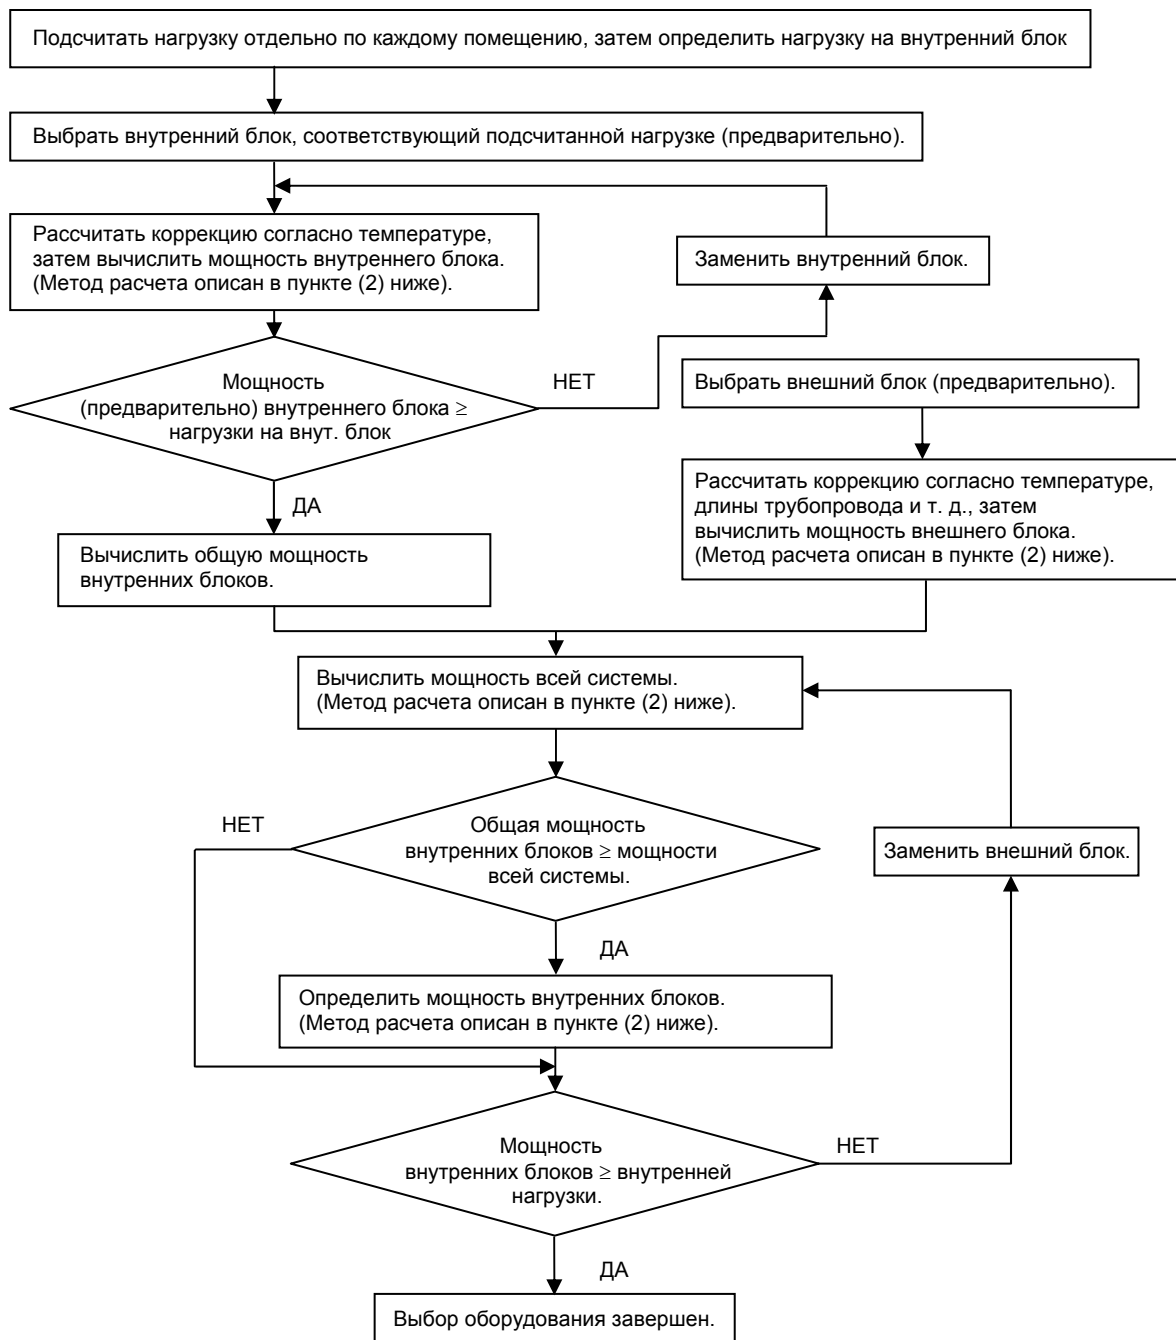 Подсчитать нагрузку отдельно по каждому помещению, затем определить нагрузку на внутренний блок
Выбрать внутренний блок, соответствующий подсчитанной нагрузке (предварительно).
Рассчитать коррекцию согласно температуре,
затем вычислить мощность внутреннего блока.
(Метод расчета описан в пункте (2) ниже).
Заменить внутренний блок.
Мощность
(предварительно) внутреннего блока ≥
нагрузки на внут. блок
НЕТ
Выбрать внешний блок (предварительно).
ДА
Рассчитать коррекцию согласно температуре,
длины трубопровода и т. д., затем
вычислить мощность внешнего блока.
(Метод расчета описан в пункте (2) ниже).
Вычислить общую мощность
внутренних блоков.
Вычислить мощность всей системы.
(Метод расчета описан в пункте (2) ниже).
НЕТ
Общая мощность
внутренних блоков ≥ мощности
всей системы.
Заменить внешний блок.
ДА
Определить мощность внутренних блоков.
(Метод расчета описан в пункте (2) ниже).
Мощность
внутренних блоков ≥ внутренней
нагрузки.
НЕТ
ДА
Выбор оборудования завершен.